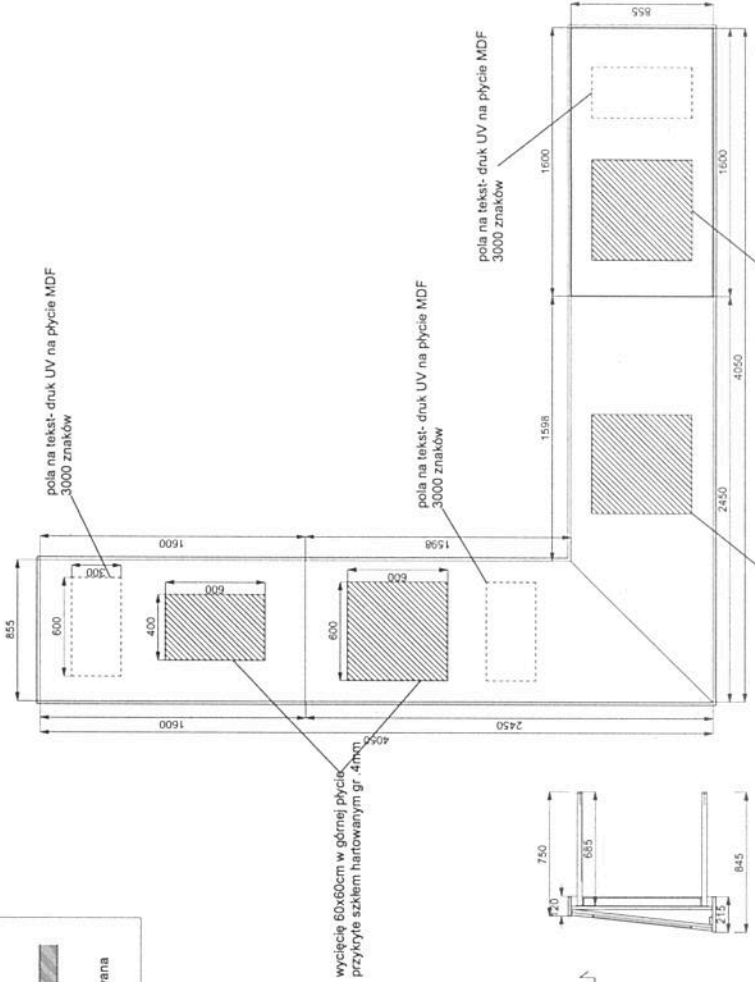 pola na tekst- druk UV na płycie MDF
3000 znaków
pola na tekst- druk UV na płycie MDF
3000 znaków
pola na tekst- druk UV na płycie MDF
3000 znaków
wycięcię 60x60cm w górnej płycie
przykryte szkłem hartowanym gr .4mm
855
600
300
400
600
600
600
1600
1598
1600
2450
4050
1598
1600
855
2450
1600
4050
750
685
120
215
845